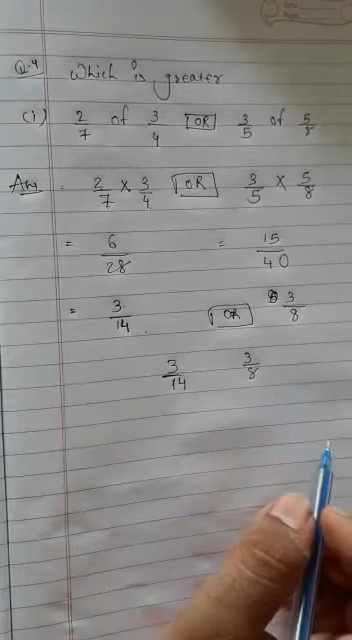 Q.4 Which is greater
(i) 2/7 of 3/4 OR 3/5 of 5/8
Ans. 2/7 × 3/4 OR 3/5 × 5/8
= 6/28 = 15/40
= 3/14 OR 3/8
3/14 3/8